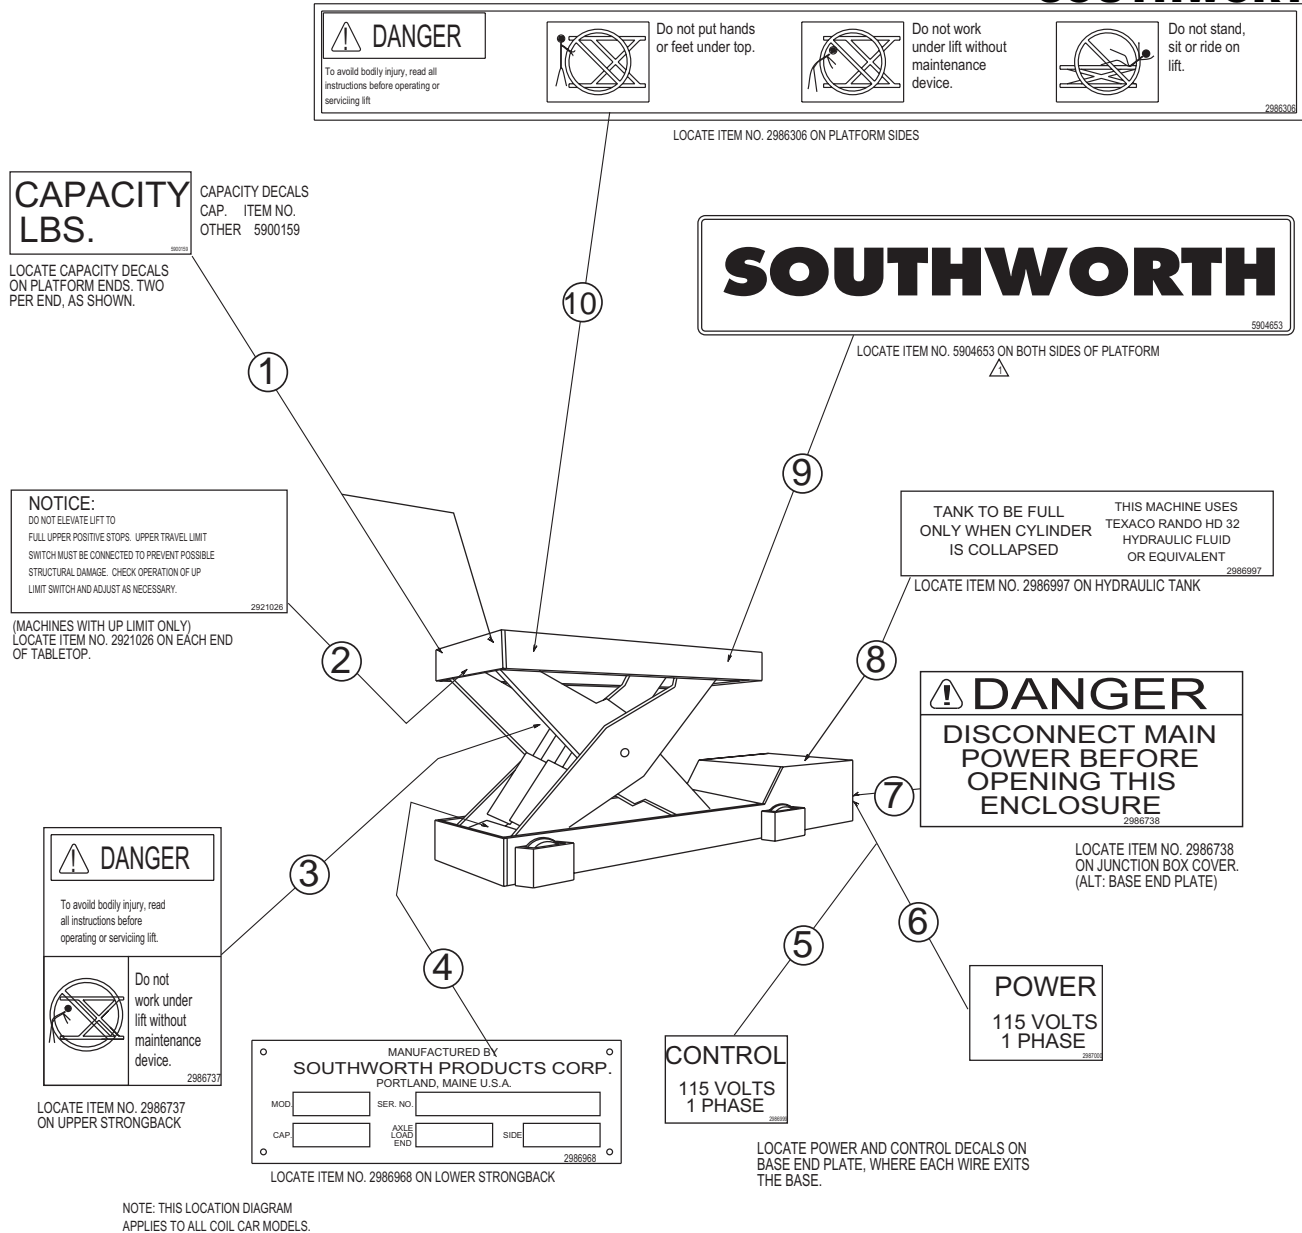 DANGER
To avoild bodily injury, read all
instructions before operating or
serviciing lift
Do not put hands
or feet under top.
Do not work
under lift without
maintenance
device.
Do not stand,
sit or ride on
lift.
2986306
LOCATE ITEM NO. 2986306 ON PLATFORM SIDES
CAPACITY
LBS.
5900159
CAPACITY DECALS
CAP. ITEM NO.
OTHER 5900159
LOCATE CAPACITY DECALS
ON PLATFORM ENDS. TWO
PER END, AS SHOWN.
SOUTHWORTH
5904653
LOCATE ITEM NO. 5904653 ON BOTH SIDES OF PLATFORM
1
10
1
9
NOTICE:
DO NOT ELEVATE LIFT TO
FULL UPPER POSITIVE STOPS. UPPER TRAVEL LIMIT
SWITCH MUST BE CONNECTED TO PREVENT POSSIBLE
STRUCTURAL DAMAGE. CHECK OPERATION OF UP
LIMIT SWITCH AND ADJUST AS NECESSARY.
2921026
(MACHINES WITH UP LIMIT ONLY)
LOCATE ITEM NO. 2921026 ON EACH END
OF TABLETOP.
TANK TO BE FULL
ONLY WHEN CYLINDER
IS COLLAPSED
THIS MACHINE USES
TEXACO RANDO HD 32
HYDRAULIC FLUID
OR EQUIVALENT
2986997
LOCATE ITEM NO. 2986997 ON HYDRAULIC TANK
2
8
DANGER
DISCONNECT MAIN
POWER BEFORE
OPENING THIS
ENCLOSURE
2986738
7
LOCATE ITEM NO. 2986738
ON JUNCTION BOX COVER.
(ALT: BASE END PLATE)
DANGER
To avoild bodily injury, read
all instructions before
operating or serviciing lift.
Do not
work under
lift without
maintenance
device.
2986737
LOCATE ITEM NO. 2986737
ON UPPER STRONGBACK
3
4
5
6
MANUFACTURED BY
SOUTHWORTH PRODUCTS CORP.
PORTLAND, MAINE U.S.A.
MOD. SER. NO.
CAP. AXLE LOAD END SIDE
2986968
LOCATE ITEM NO. 2986968 ON LOWER STRONGBACK
CONTROL
115 VOLTS
1 PHASE
POWER
115 VOLTS
1 PHASE
2987000
LOCATE POWER AND CONTROL DECALS ON
BASE END PLATE, WHERE EACH WIRE EXITS
THE BASE.
NOTE: THIS LOCATION DIAGRAM
APPLIES TO ALL COIL CAR MODELS.